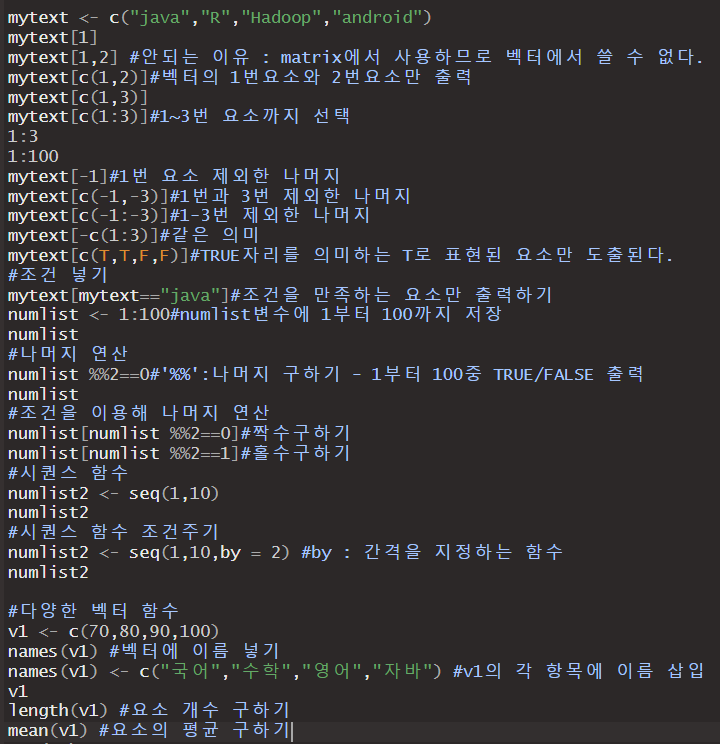 mytext <- c("java","R","Hadoop","android")
mytext[1]
mytext[1,2] #안되는 이유 : matrix에서 사용하므로 벡터에서 쓸 수 없다.
mytext[c(1,2)]#벡터의 1번요소와 2번요소만 출력
mytext[c(1,3)]
mytext[c(1:3)]#1~3번 요소까지 선택
1:3
1:100
mytext[-1]#1번 요소 제외한 나머지
mytext[c(-1,-3)]#1번과 3번 제외한 나머지
mytext[c(-1:-3)]#1-3번 제외한 나머지
mytext[-c(1:3)]#같은 의미
mytext[c(T,T,F,F)]#TRUE자리를 의미하는 T로 표현된 요소만 도출된다.
#조건 넣기
mytext[mytext=="java"]#조건을 만족하는 요소만 출력하기
numlist <- 1:100#numlist변수에 1부터 100까지 저장
numlist
#나머지 연산
numlist %%2==0#'%%':나머지 구하기 - 1부터 100중 TRUE/FALSE 출력
numlist
#조건을 이용해 나머지 연산
numlist[numlist %%2==0]#짝수구하기
numlist[numlist %%2==1]#홀수구하기
#시퀀스 함수
numlist2 <- seq(1,10)
numlist2
#시퀀스 함수 조건주기
numlist2 <- seq(1,10,by = 2) #by : 간격을 지정하는 함수
numlist2
#다양한 벡터 함수
v1 <- c(70,80,90,100)
names(v1) #벡터에 이름 넣기
names(v1) <- c("국어","수학","영어","자바") #v1의 각 항목에 이름 삽입
v1
length(v1) #요소 개수 구하기
mean(v1) #요소의 평균 구하기